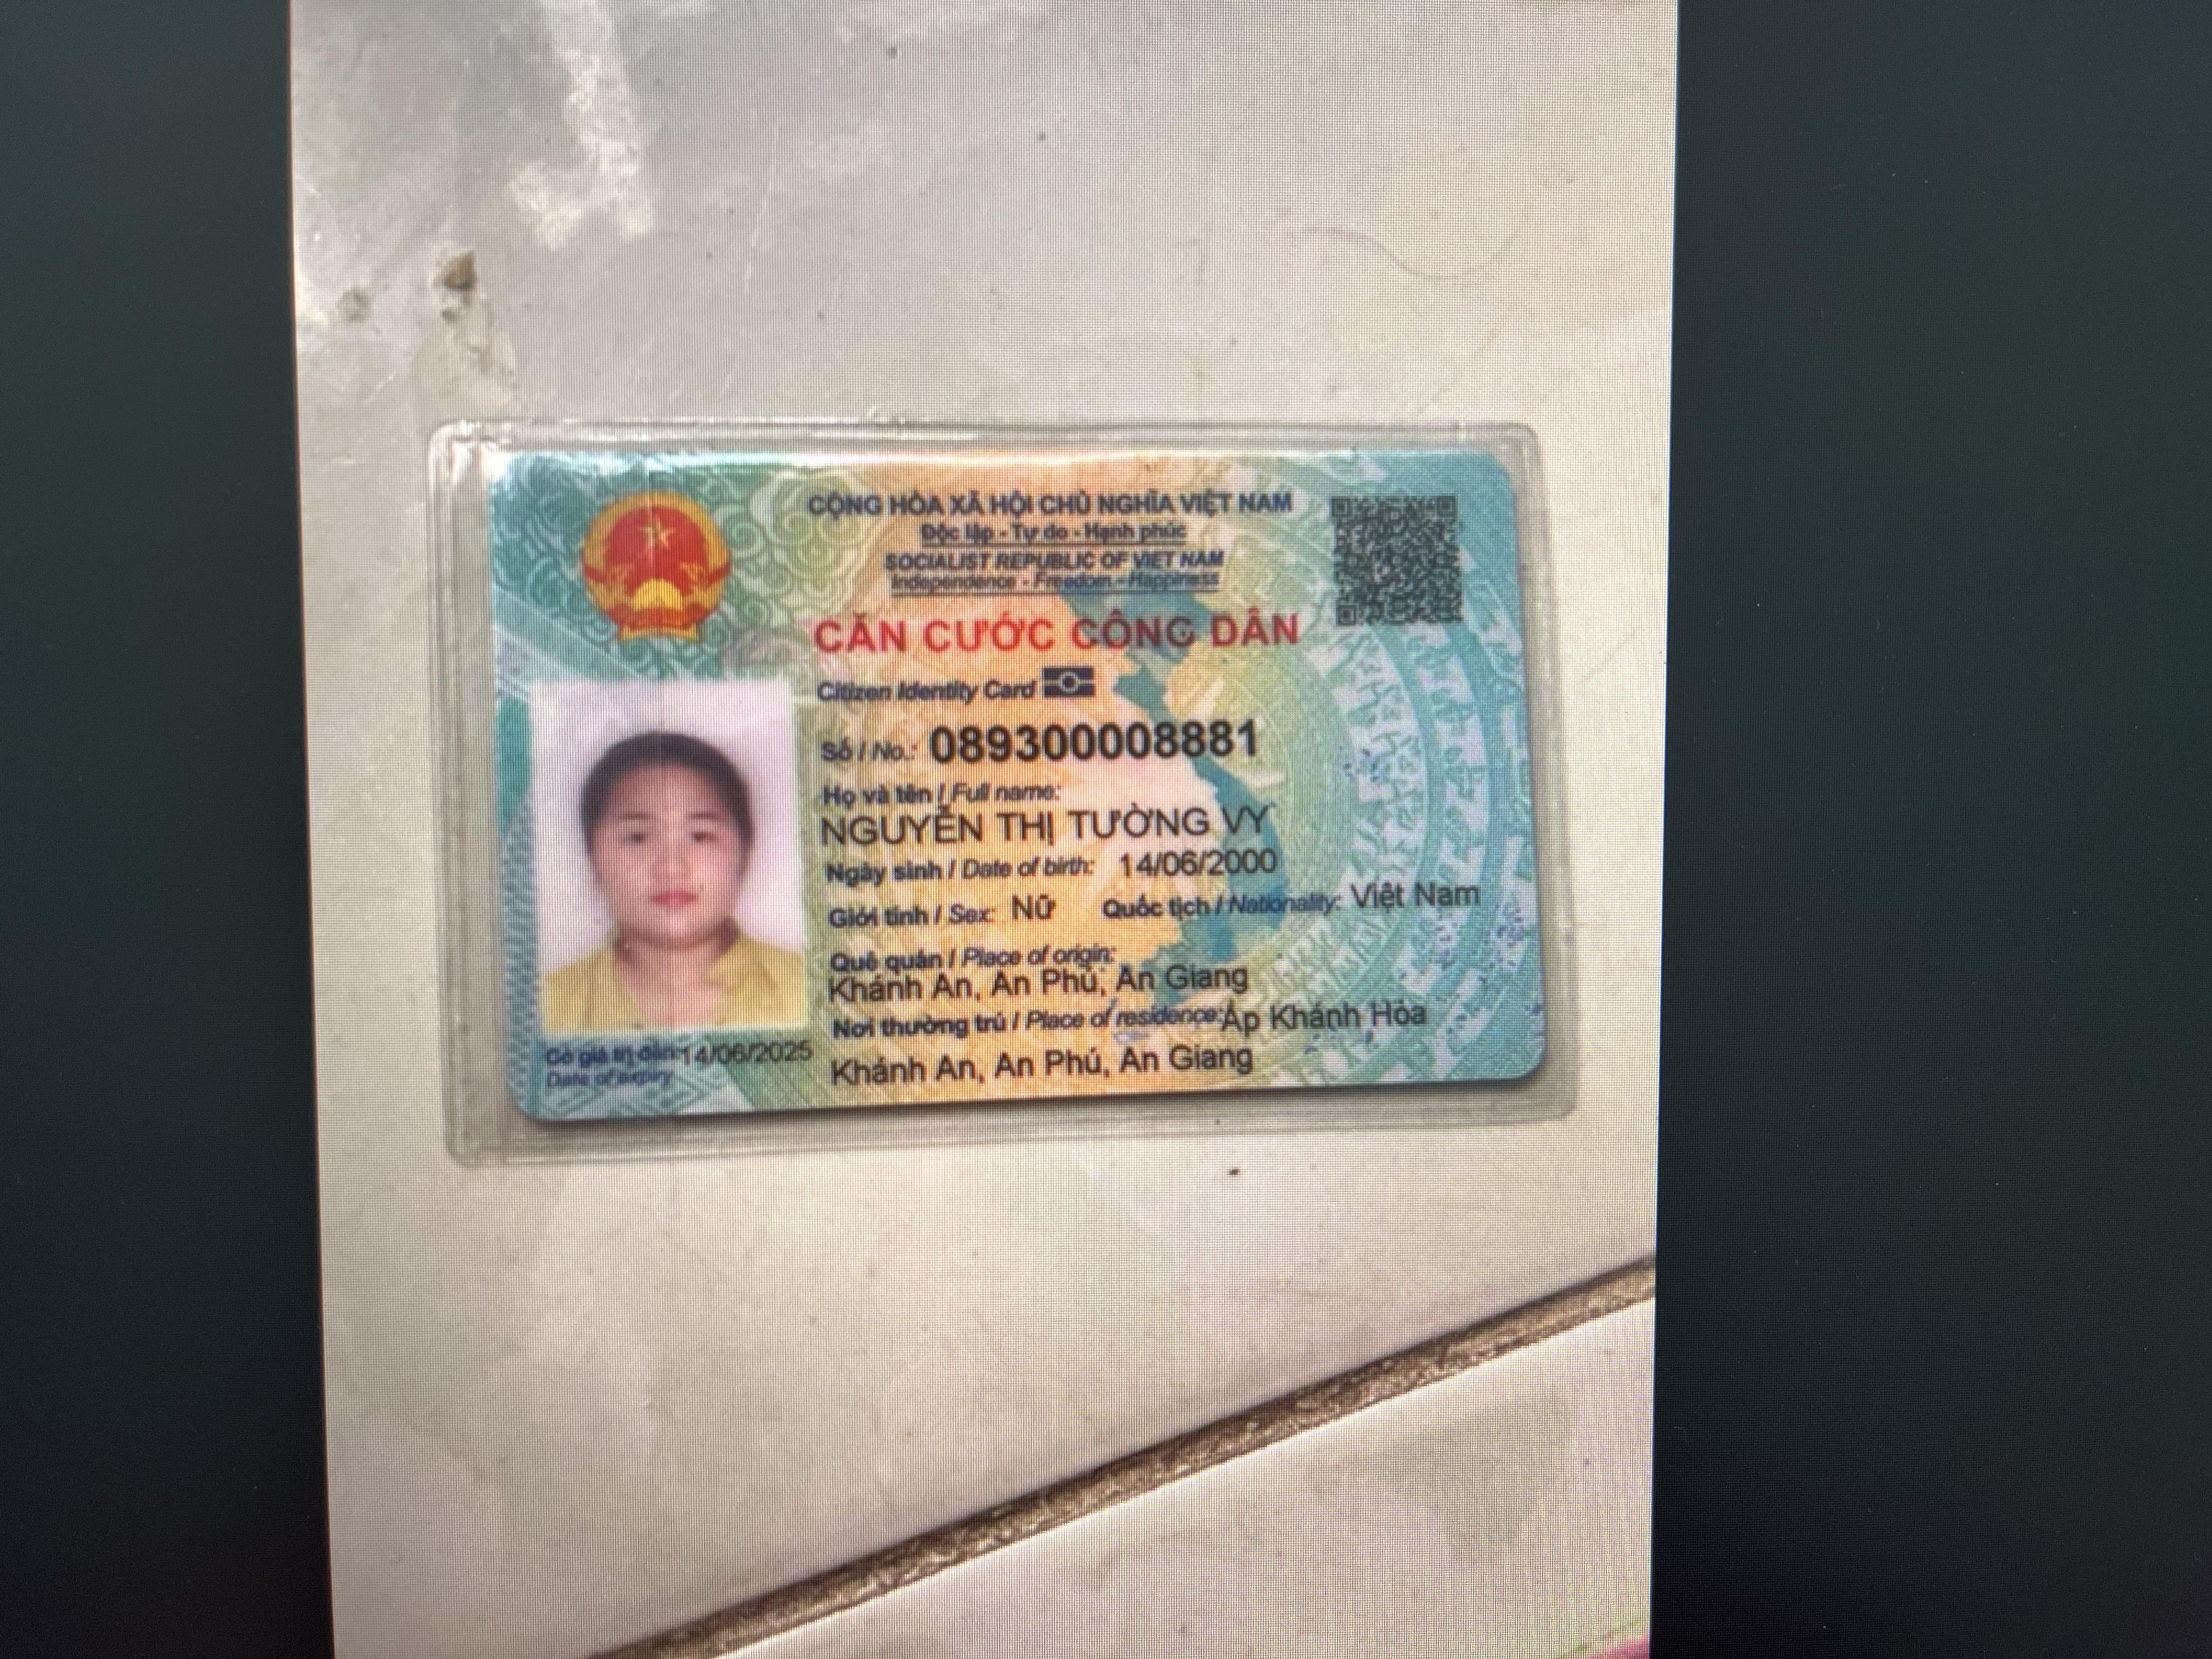 CỘNG HÒA XÃ HỘI CHỦ NGHĨA VIỆT NAM
Độc lập - Tự do - Hạnh phúc
SOCIALIST REPUBLIC OF VIET NAM
Independence - Freedom - Happiness
CĂN CƯỚC CÔNG DÂN
Citizen Identity Card
Số / No.: 089300008881
Họ và tên / Full name:
NGUYỄN THỊ TƯỜNG VY
Ngày sinh / Date of birth: 14/06/2000
Giới tính / Sex: Nữ Quốc tịch / Nationality: Việt Nam
Quê quán / Place of origin:
Khánh An, An Phú, An Giang
Nơi thường trú / Place of residence: Ấp Khánh Hòa
Khánh An, An Phú, An Giang
Có giá trị đến: 14/06/2025
Date of expiry